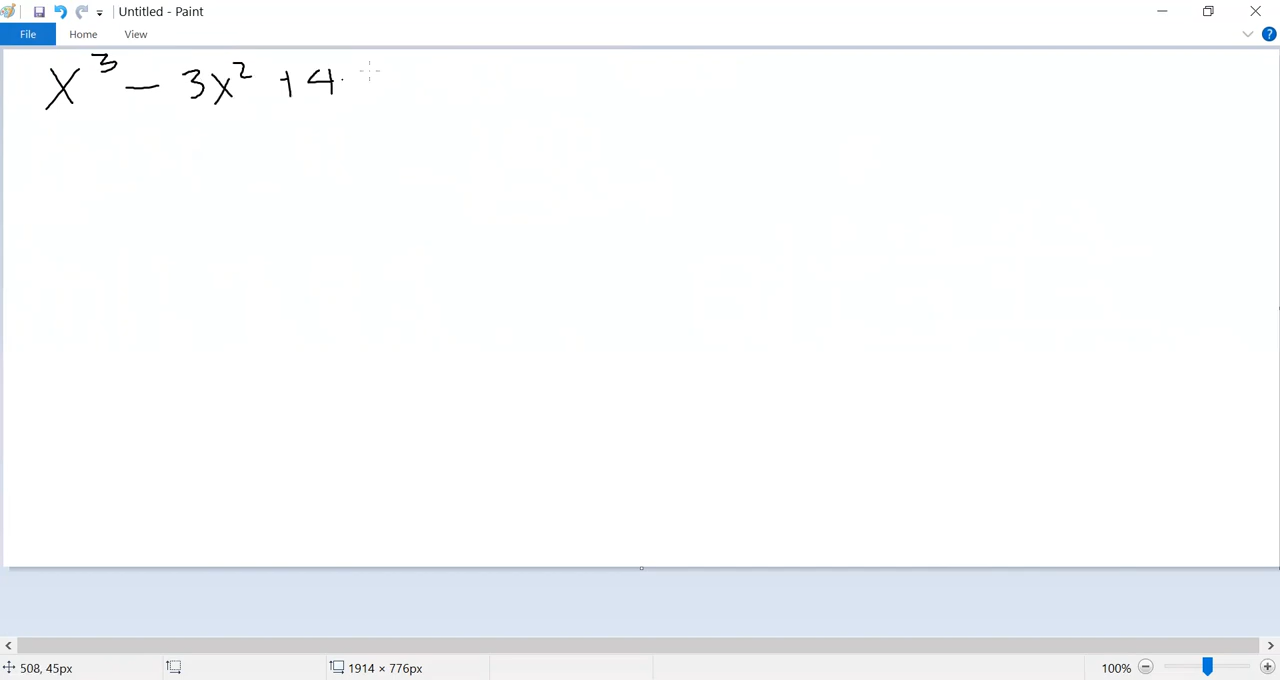 Untitled - Paint
File Home View
x³ - 3x² + 4
508, 45px 1914 × 776px 100%